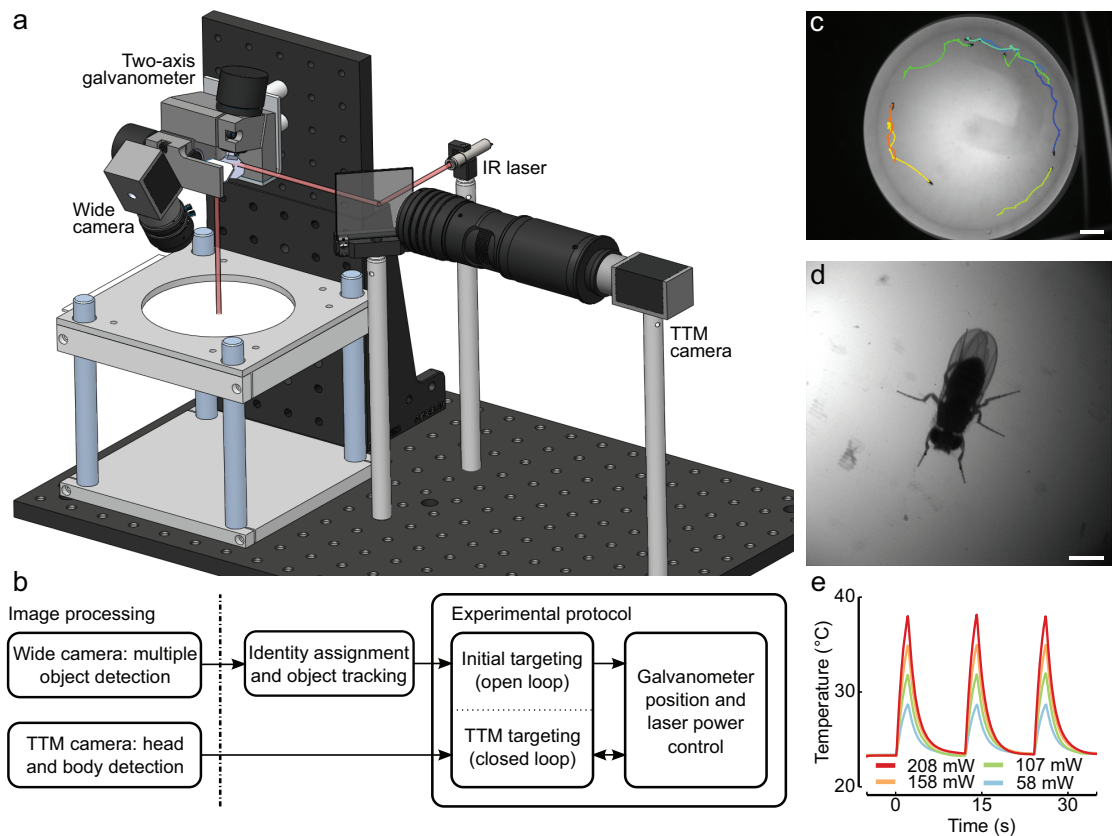 a
Two-axis
galvanometer
IR laser
Wide
camera
TTM
camera
b
Image processing
Wide camera: multiple
object detection
TTM camera: head
and body detection
Identity assignment
and object tracking
Experimental protocol
Initial targeting
(open loop)
TTM targeting
(closed loop)
Galvanometer
position and
laser power
control
c
d
e
Temperature (°C)
40
30
20
208 mW
158 mW
107 mW
58 mW
0
15
30
Time (s)